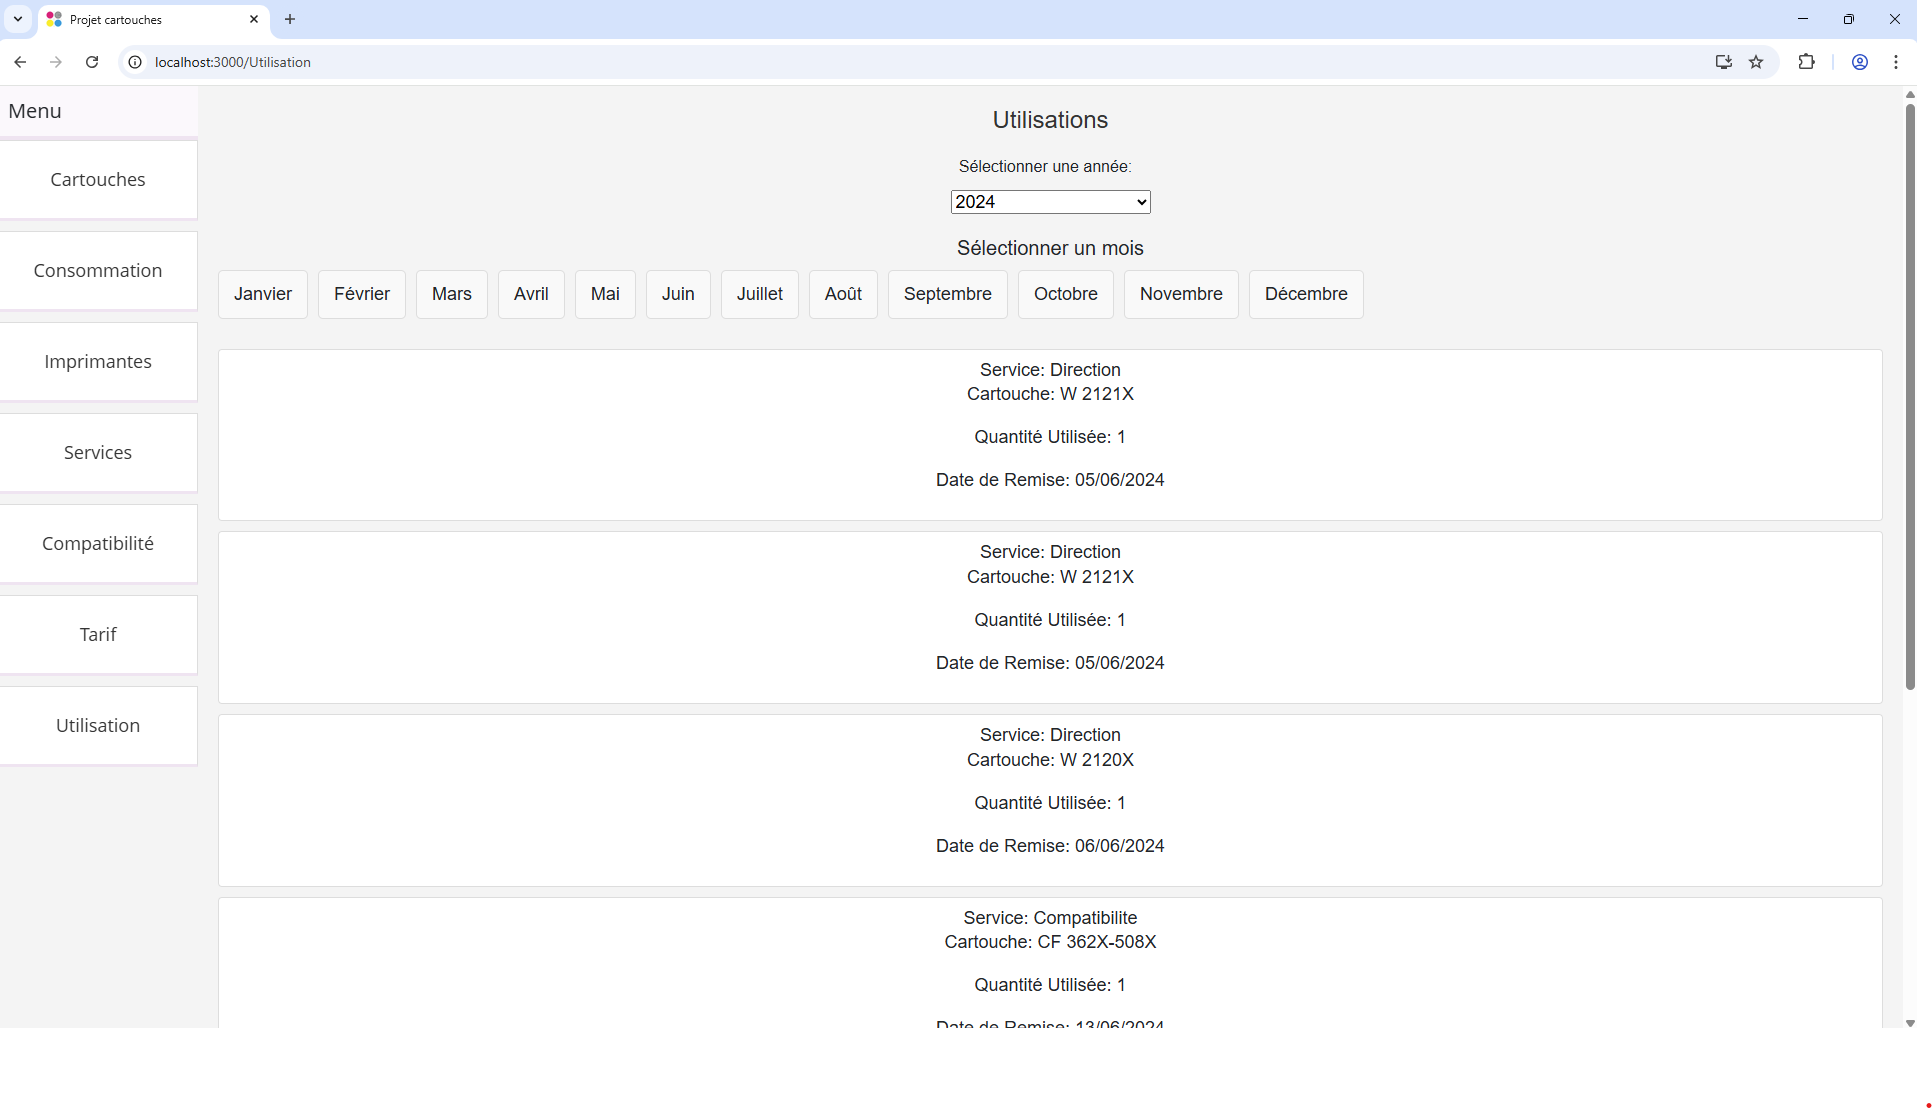 Projet cartouches
localhost:3000/Utilisation
Menu
Cartouches
Consommation
Imprimantes
Services
Compatibilité
Tarif
Utilisation
Utilisations
Sélectionner une année:
2024
Sélectionner un mois
Janvier Février Mars Avril Mai Juin Juillet Août Septembre Octobre Novembre Décembre
Service: Direction
Cartouche: W 2121X
Quantité Utilisée: 1
Date de Remise: 05/06/2024
Service: Direction
Cartouche: W 2121X
Quantité Utilisée: 1
Date de Remise: 05/06/2024
Service: Direction
Cartouche: W 2120X
Quantité Utilisée: 1
Date de Remise: 06/06/2024
Service: Compatibilite
Cartouche: CF 362X-508X
Quantité Utilisée: 1
Date de Remise: 13/06/2024